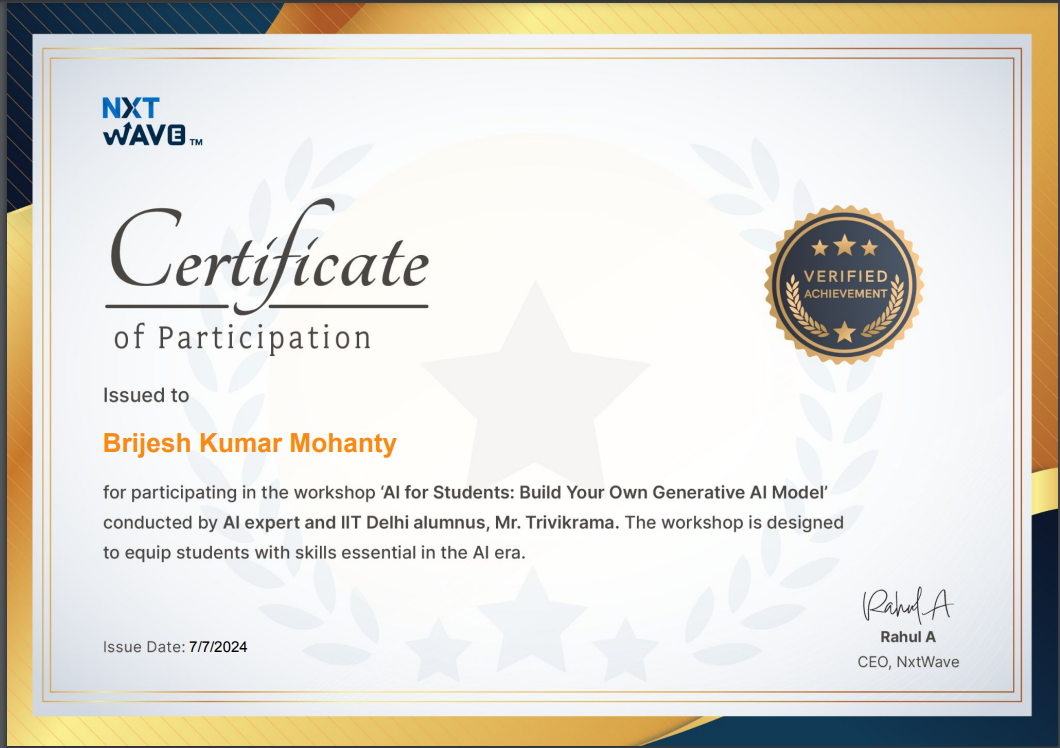 NXT
WAVE TM
Certificate
of Participation
VERIFIED
ACHIEVEMENT
Issued to
Brijesh Kumar Mohanty
for participating in the workshop ‘AI for Students: Build Your Own Generative AI Model’
conducted by AI expert and IIT Delhi alumnus, Mr. Trivikrama. The workshop is designed
to equip students with skills essential in the AI era.
Rahul A
Rahul A
Issue Date: 7/7/2024
CEO, NxtWave